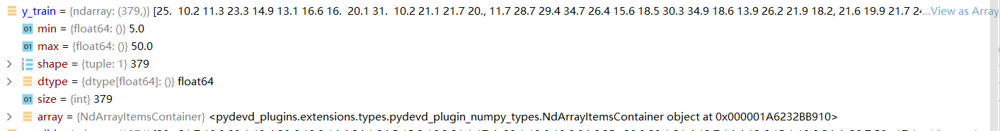 y_train = {ndarray: (379,)} [25. 10.2 11.3 23.3 14.9 13.1 16.6 16. 20.1 31. 10.2 21.1 21.7 20., 11.7 28.7 29.4 34.7 26.4 15.6 18.5 30.3 34.9 18.6 13.9 26.2 21.9 18.2, 21.6 19.9 21.7 24...View as Array
01 min = {float64: ()} 5.0
01 max = {float64: ()} 50.0
shape = {tuple: 1} 379
dtype = {dtype[float64]: ()} float64
01 size = {int} 379
array = {NdArrayItemsContainer} <pydevd_plugins.extensions.types.pydevd_plugin_numpy_types.NdArrayItemsContainer object at 0x000001A6232BB910>